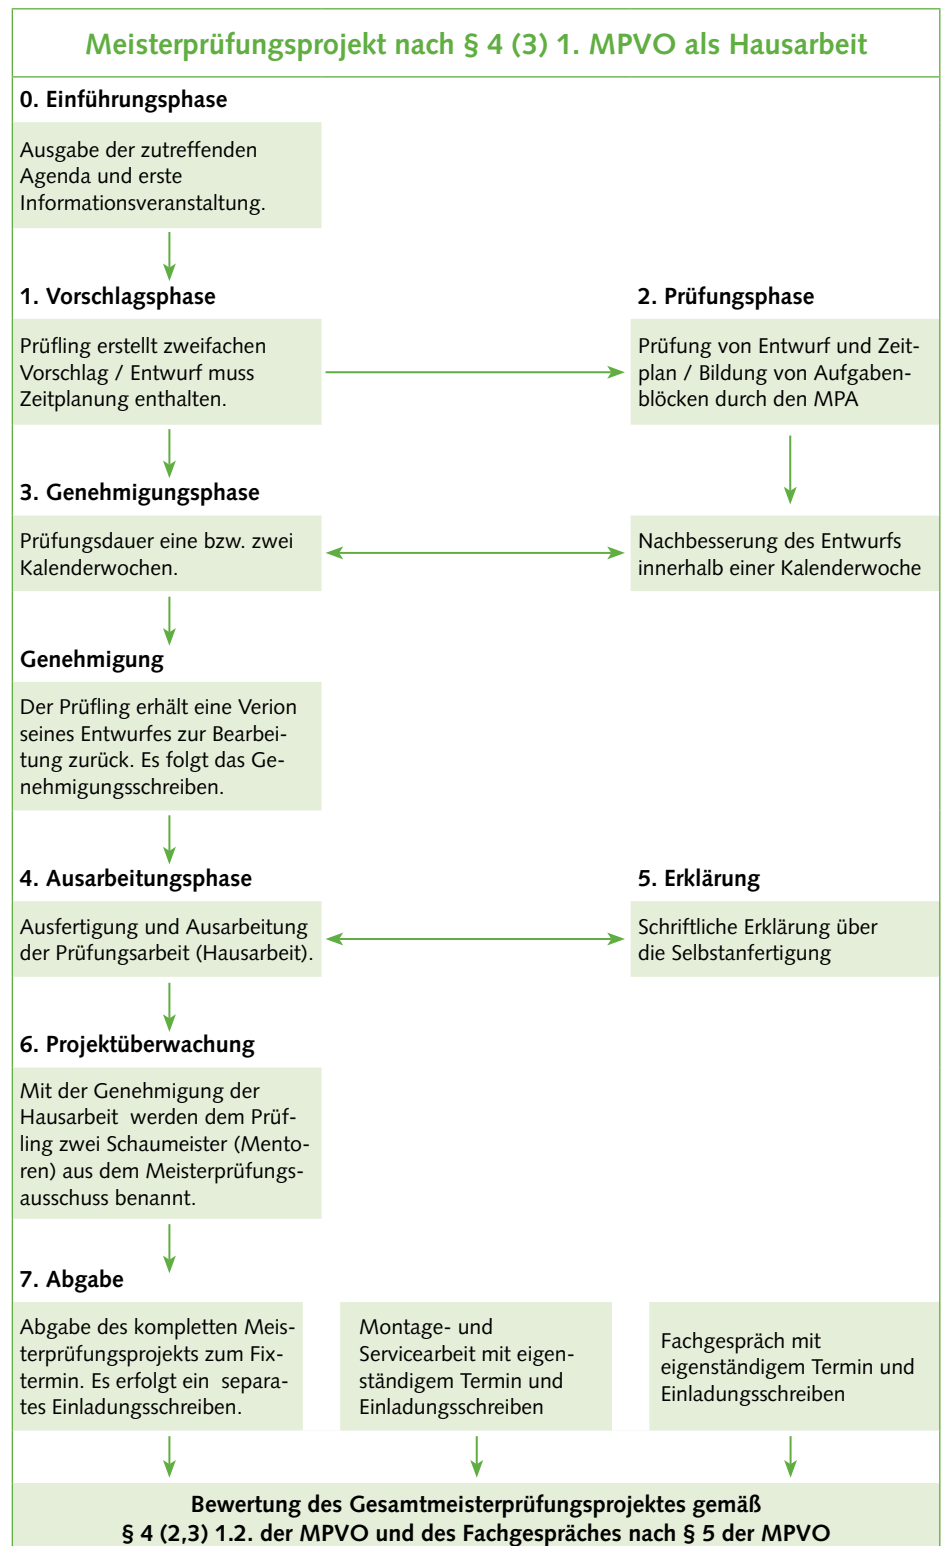 Meisterprüfungsprojekt nach § 4 (3) 1. MPVO als Hausarbeit
0. Einführungsphase
Ausgabe der zutreffenden
Agenda und erste
Informationsveranstaltung.
1. Vorschlagsphase
Prüfling erstellt zweifachen
Vorschlag / Entwurf muss
Zeitplanung enthalten.
2. Prüfungsphase
Prüfung von Entwurf und Zeit-
plan / Bildung von Aufgaben-
blöcken durch den MPA
3. Genehmigungsphase
Prüfungsdauer eine bzw. zwei
Kalenderwochen.
Nachbesserung des Entwurfs
innerhalb einer Kalenderwoche
Genehmigung
Der Prüfling erhält eine Verion
seines Entwurfes zur Bearbei-
tung zurück. Es folgt das Ge-
nehmigungsschreiben.
4. Ausarbeitungsphase
Ausfertigung und Ausarbeitung
der Prüfungsarbeit (Hausarbeit).
5. Erklärung
Schriftliche Erklärung über
die Selbstanfertigung
6. Projektüberwachung
Mit der Genehmigung der
Hausarbeit werden dem Prüf-
ling zwei Schaumeister (Mento-
ren) aus dem Meisterprüfungs-
ausschuss benannt.
7. Abgabe
Abgabe des kompletten Meis-
terprüfungsprojekts zum Fix-
termin. Es erfolgt ein separa-
tes Einladungsschreiben.
Montage- und
Servicearbeit mit eigen-
ständigem Termin und
Einladungsschreiben
Fachgespräch mit
eigenständigem Termin und
Einladungsschreiben
Bewertung des Gesamtmeisterprüfungsprojektes gemäß
§ 4 (2,3) 1.2. der MPVO und des Fachgespräches nach § 5 der MPVO